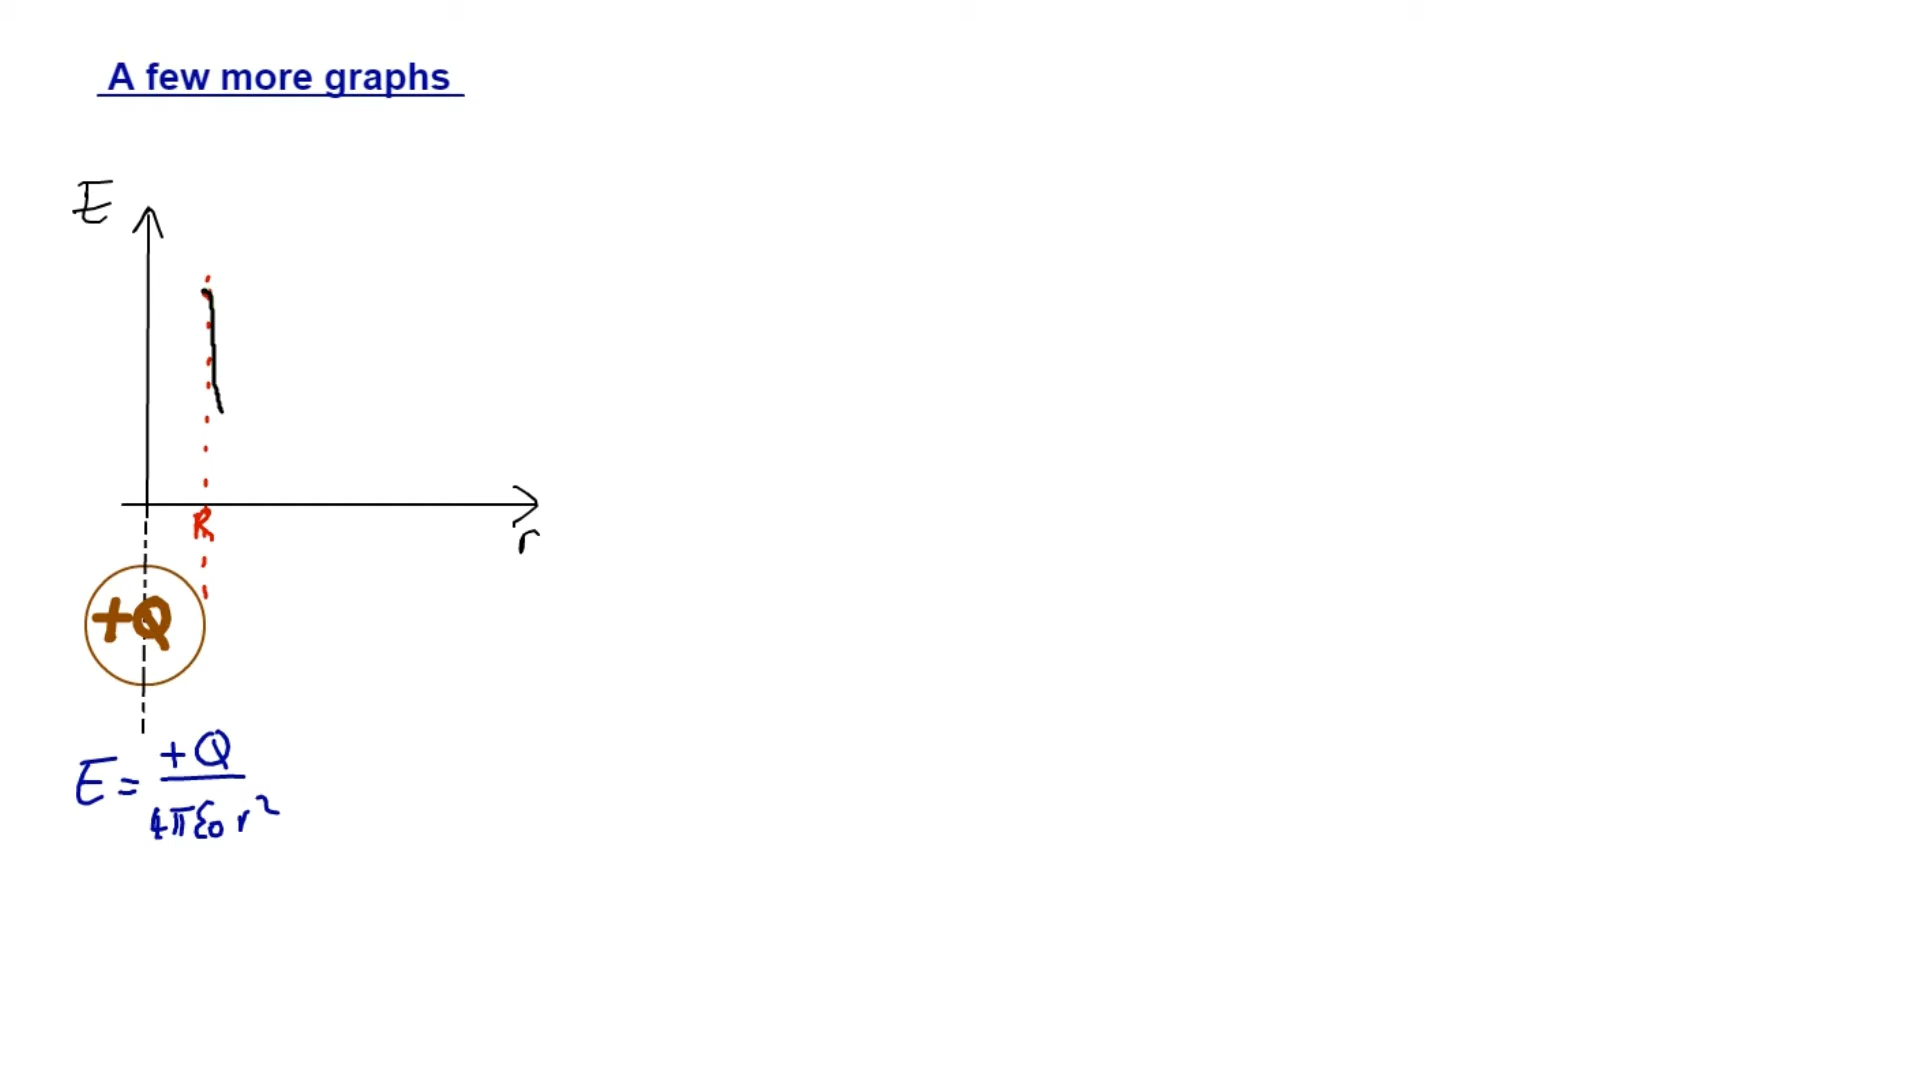 A few more graphs
E
r
R
+Q
E = +Q / 4πε₀ r²